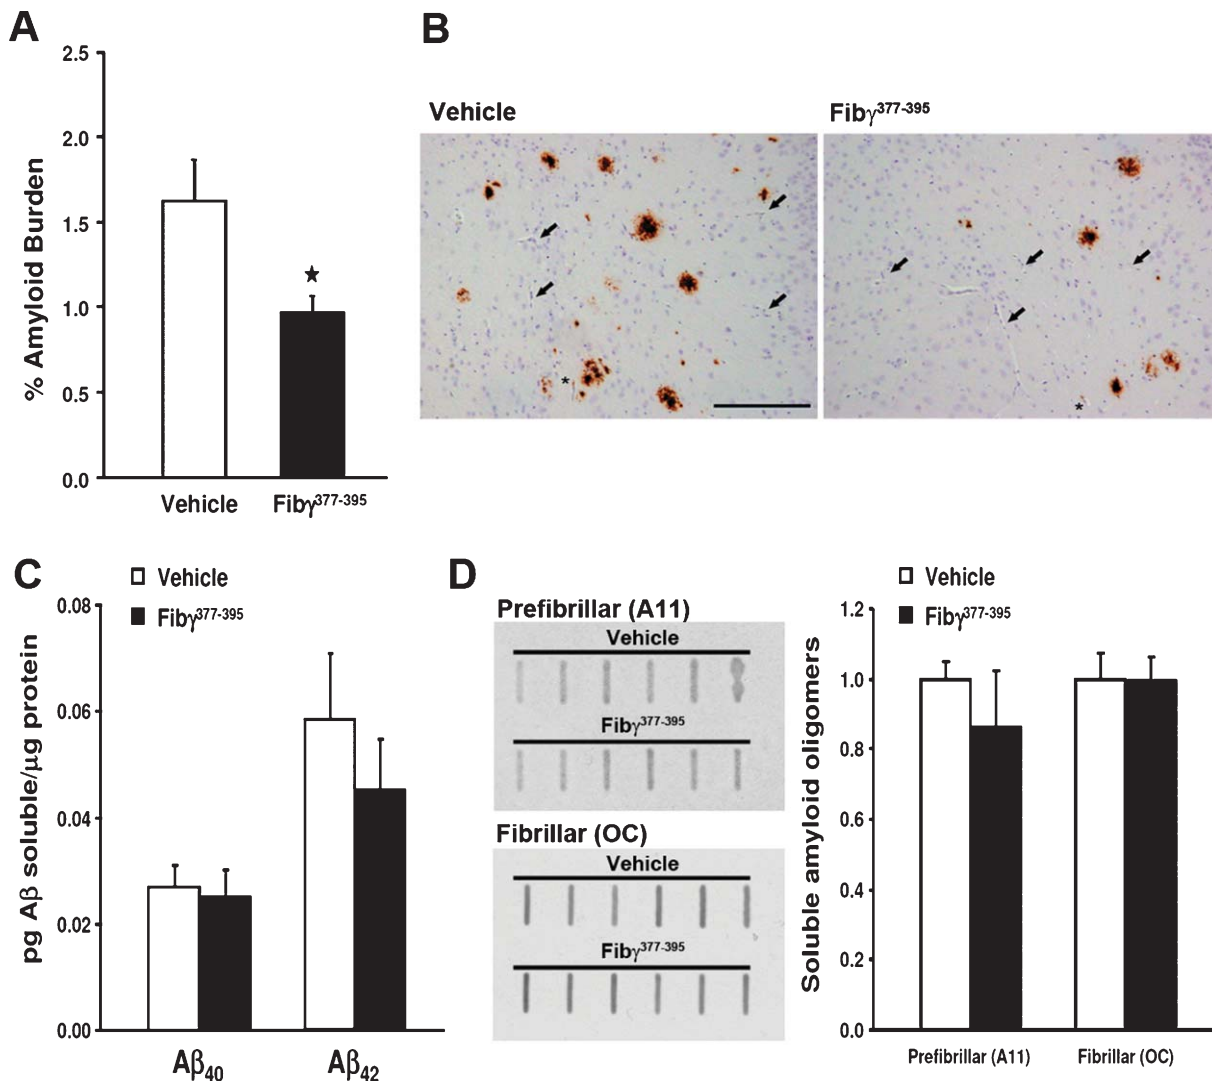 A
2.5
2.0
1.5
1.0
0.5
0.0
% Amyloid Burden
★
Vehicle
Fibγ377-395
B
Vehicle
Fibγ377-395
*
*
C
Vehicle
Fibγ377-395
0.08
0.06
0.04
0.02
0.00
pg Aβ soluble/μg protein
Aβ40
Aβ42
D
Prefibrillar (A11)
Vehicle
Fibγ377-395
Fibrillar (OC)
Vehicle
Fibγ377-395
Vehicle
Fibγ377-395
1.2
1.0
0.8
0.6
0.4
0.2
0.0
Soluble amyloid oligomers
Prefibrillar (A11)
Fibrillar (OC)